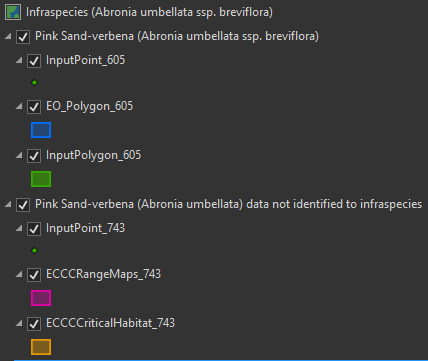 Infraspecies (Abronia umbellata ssp. breviflora)
Pink Sand-verbena (Abronia umbellata ssp. breviflora)
InputPoint_605
EO_Polygon_605
InputPolygon_605
Pink Sand-verbena (Abronia umbellata) data not identified to infraspecies
InputPoint_743
ECCCRangeMaps_743
ECCCCriticalHabitat_743